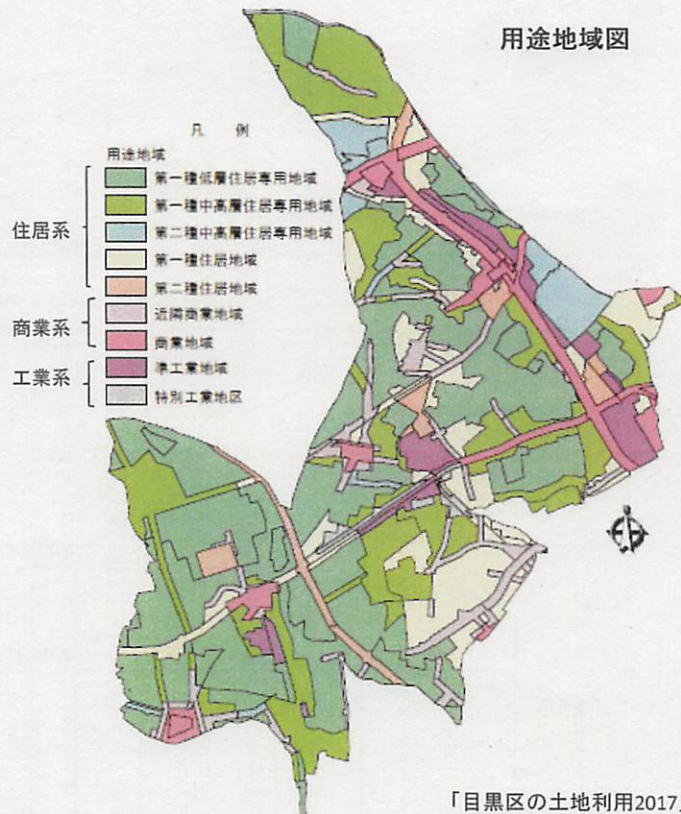 用途地域図
凡 例
用途地域
住居系
第一種低層住居専用地域
第一種中高層住居専用地域
第二種中高層住居専用地域
第一種住居地域
第二種住居地域
商業系
近隣商業地域
商業地域
工業系
準工業地域
特別工業地区
「目黒区の土地利用2017」